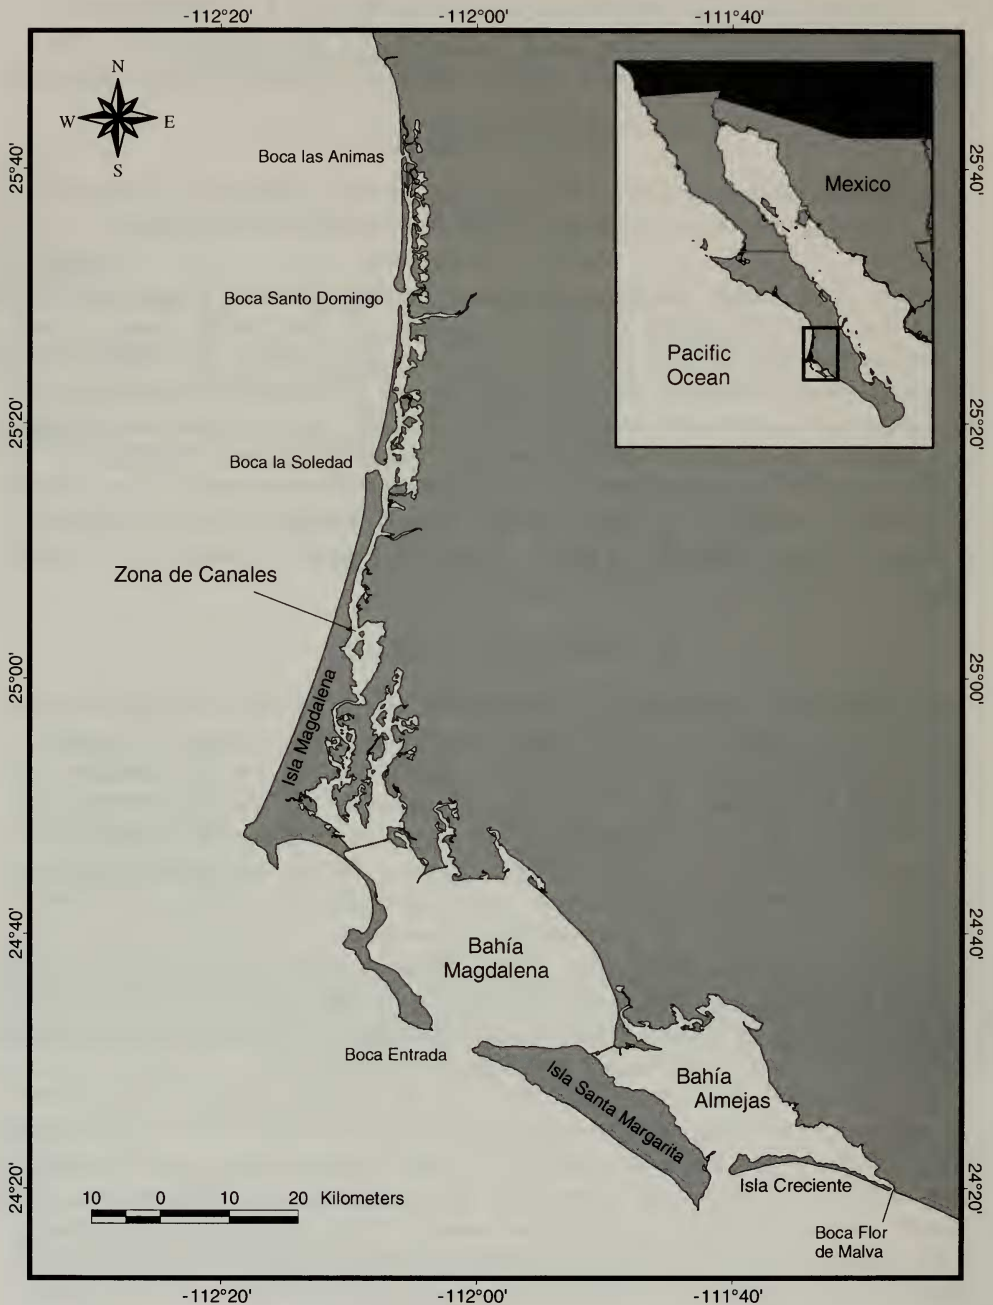 -112°20'
-112°00'
-111°40'
N
W
E
S
25°40'
25°40'
Boca las Animas
Mexico
Boca Santo Domingo
Pacific
Ocean
25°20'
25°20'
Boca la Soledad
Zona de Canales
25°00'
25°00'
Isla Magdalena
24°40'
24°40'
Bahía
Magdalena
Boca Entrada
Isla Santa Margarita
Bahía
Almejas
24°20'
24°20'
Isla Creciente
10 0 10 20 Kilometers
Boca Flor
de Malva
-112°20'
-112°00'
-111°40'